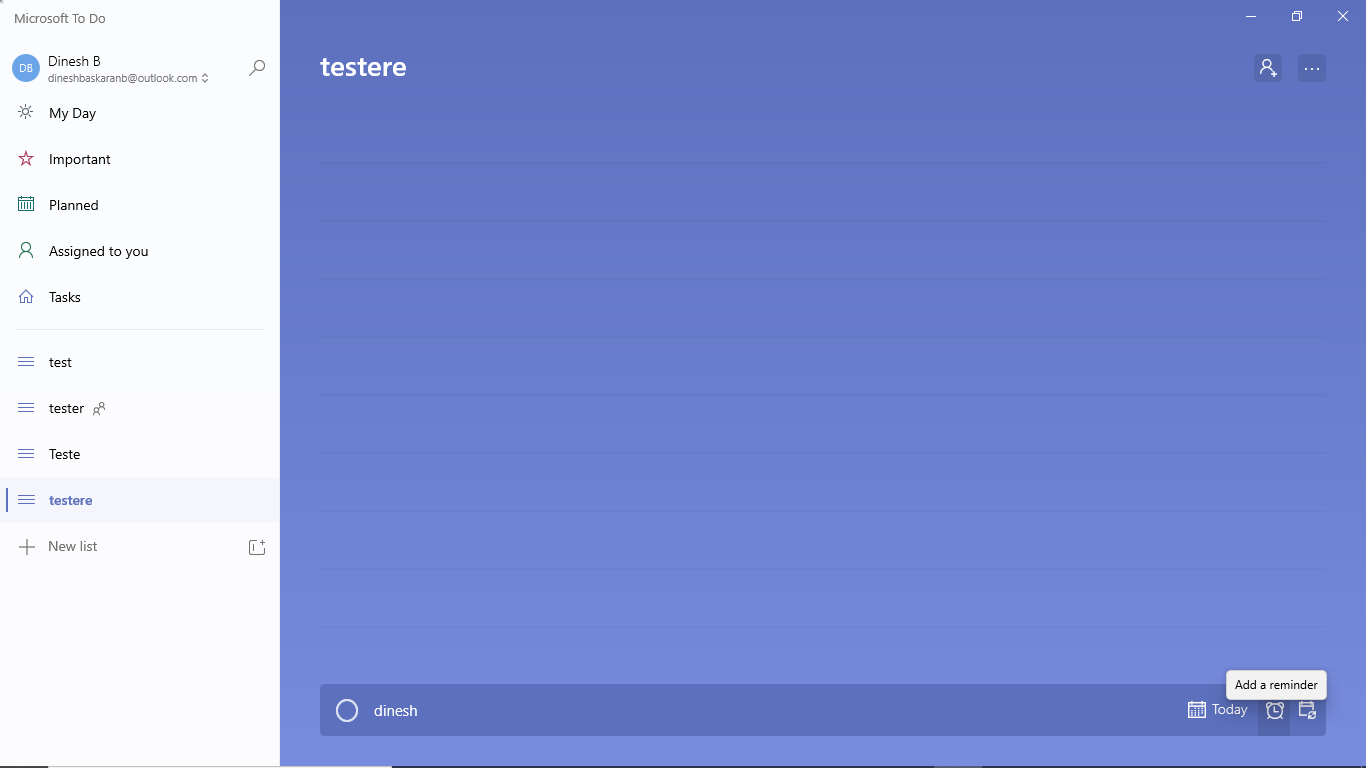 Microsoft To Do
DB
Dinesh B
dineshbaskaranb@outlook.com
My Day
Important
Planned
Assigned to you
Tasks
test
tester
Teste
testere
New list
testere
Add a reminder
dinesh
Today